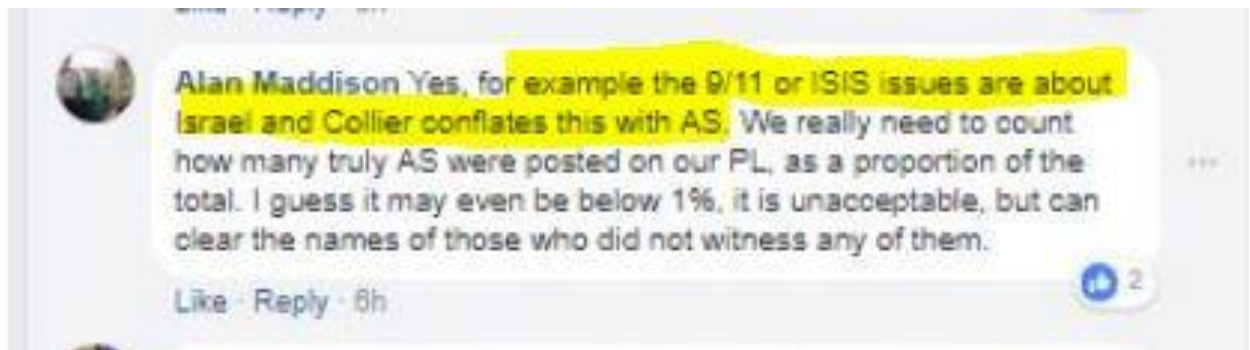 Alan Maddison Yes, for example the 9/11 or ISIS issues are about
Israel and Collier conflates this with AS. We really need to count
how many truly AS were posted on our PL, as a proportion of the
total. I guess it may even be below 1%, it is unacceptable, but can
clear the names of those who did not witness any of them.
2
Like · Reply · 6h